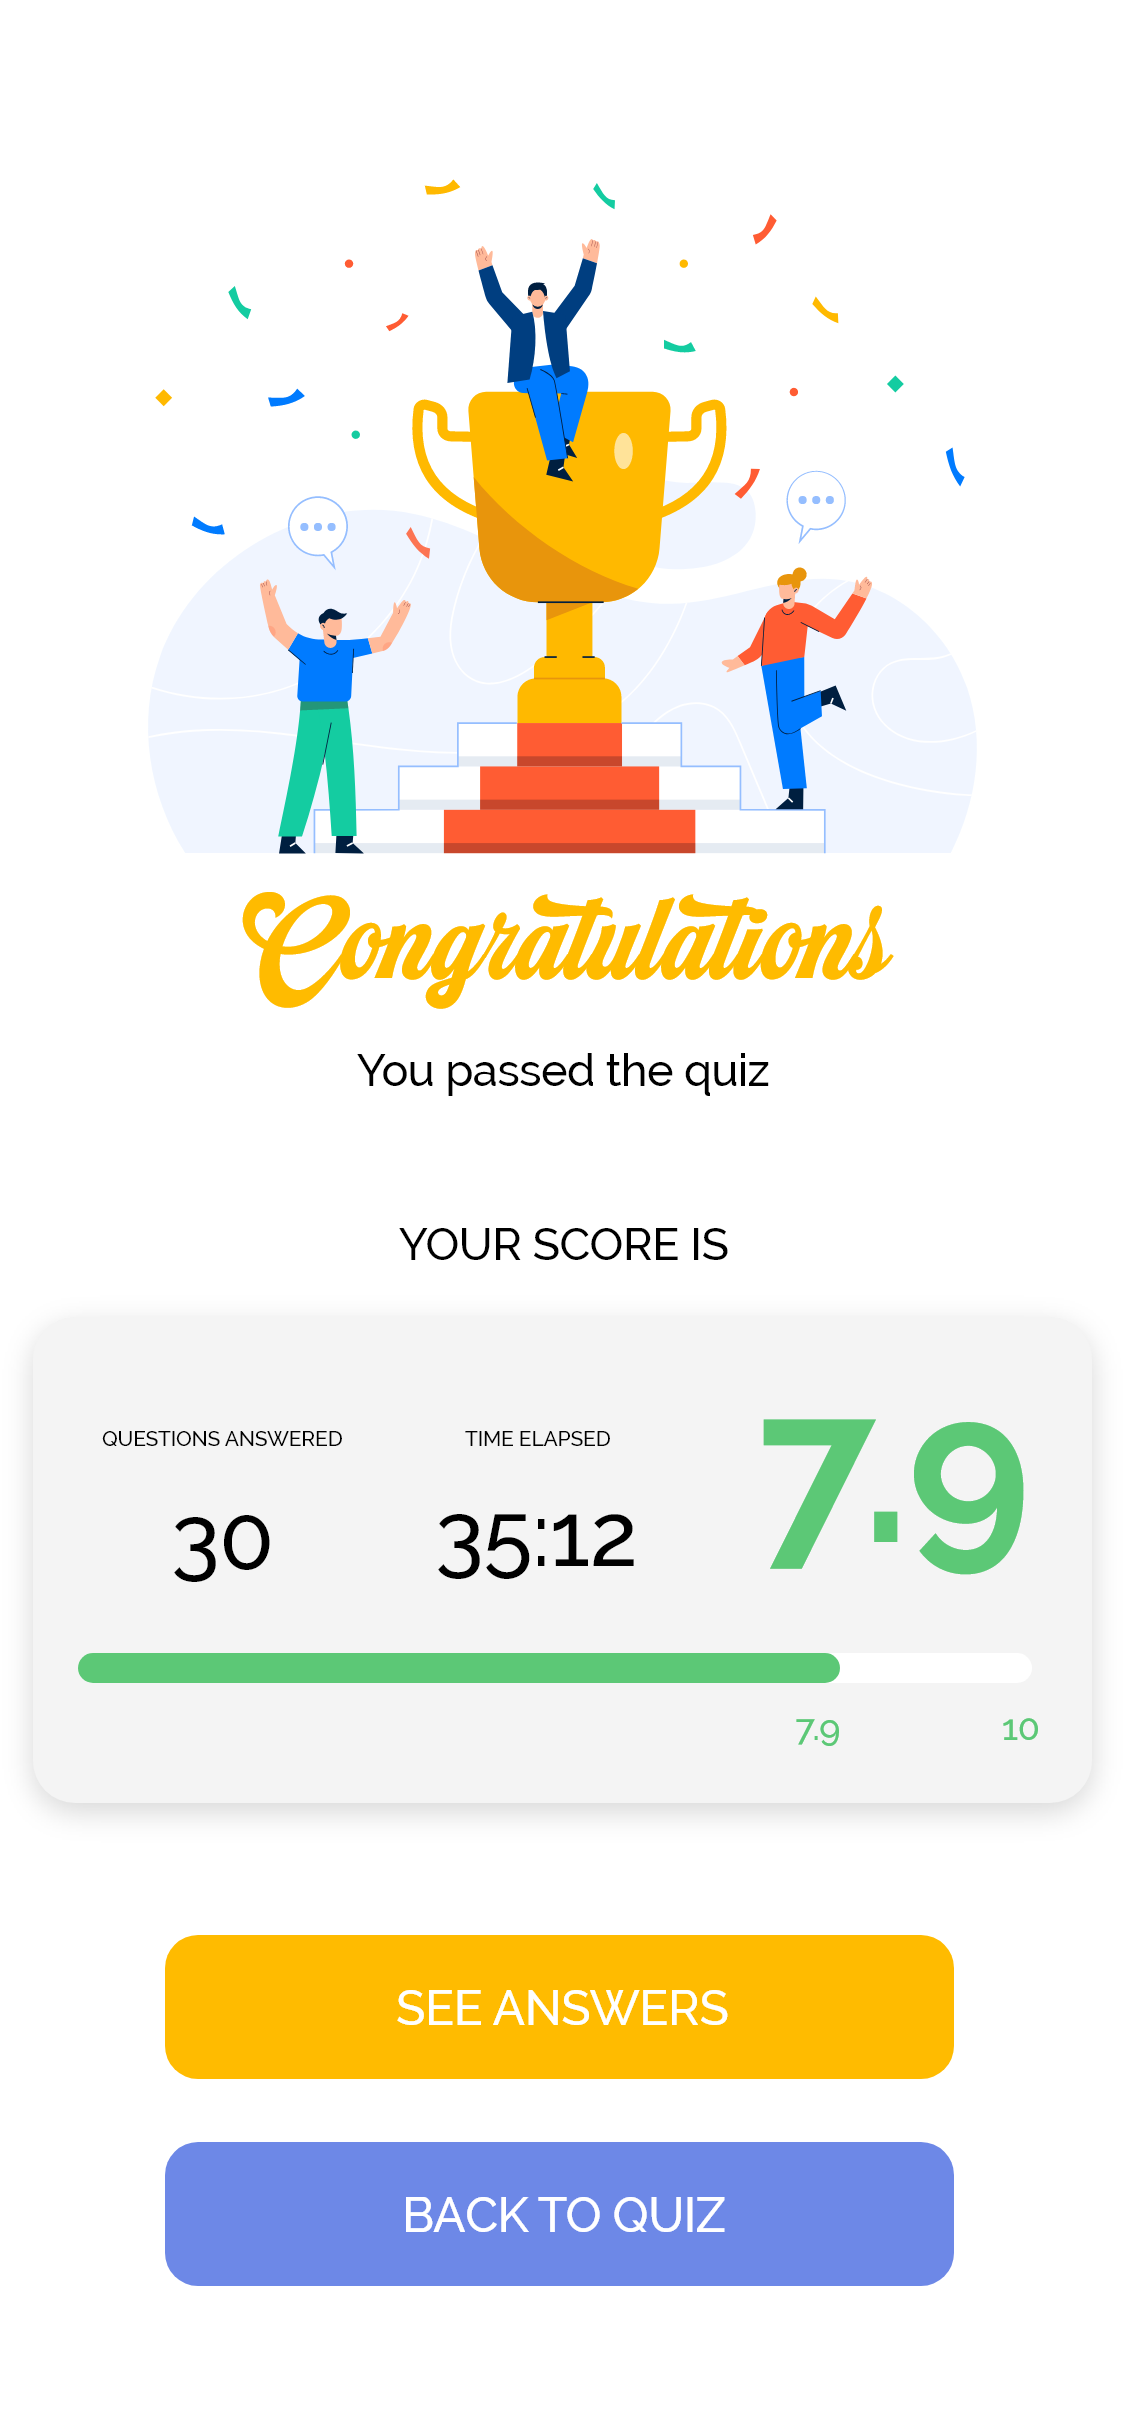 Congratulations
You passed the quiz
YOUR SCORE IS
QUESTIONS ANSWERED
30
TIME ELAPSED
35:12
7.9
7.9
10
SEE ANSWERS
BACK TO QUIZ